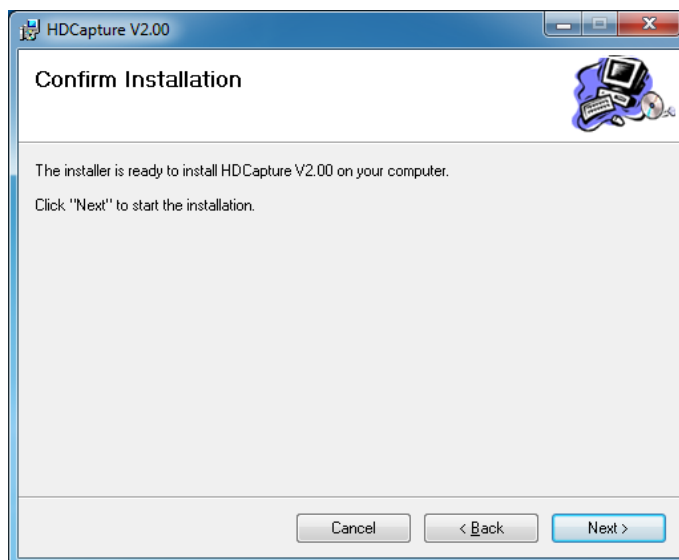 HDCapture V2.00
Confirm Installation
The installer is ready to install HDCapture V2.00 on your computer.
Click "Next" to start the installation.
Cancel
< Back
Next >